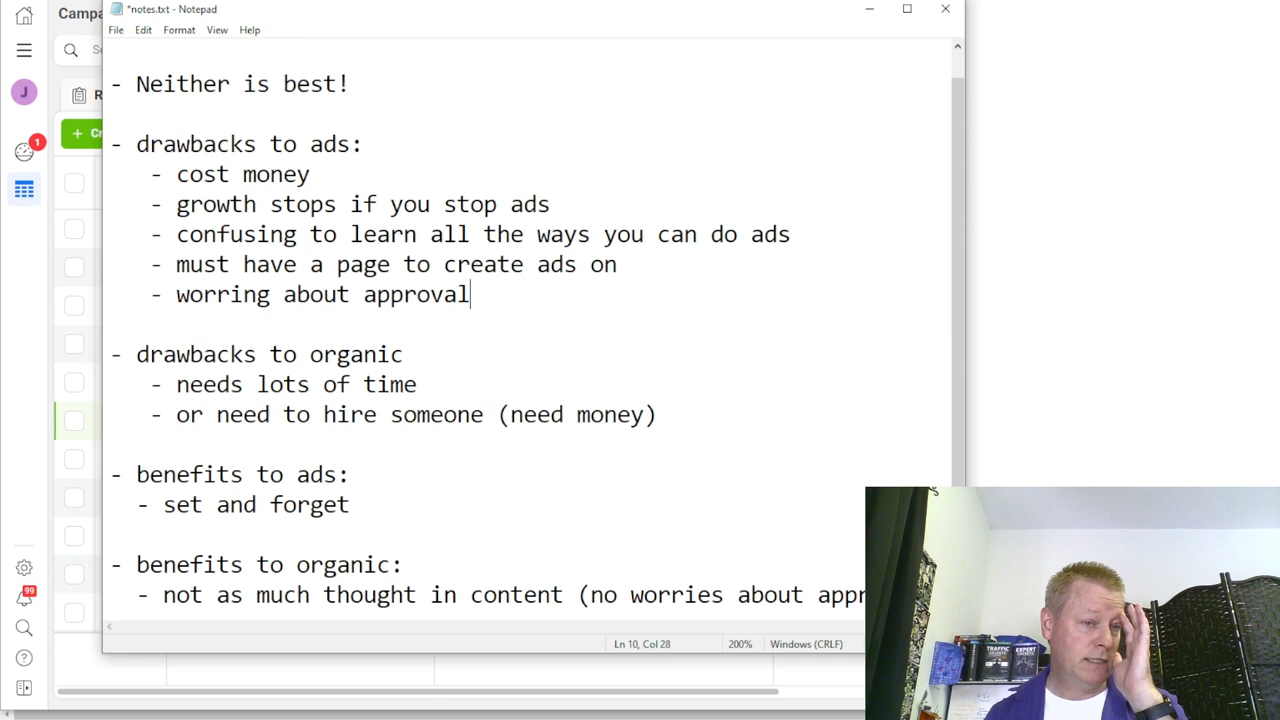 Campa
*notes.txt - Notepad
File Edit Format View Help
J
1
- Neither is best!
- drawbacks to ads:
- cost money
- growth stops if you stop ads
- confusing to learn all the ways you can do ads
- must have a page to create ads on
- worring about approval
- drawbacks to organic
- needs lots of time
- or need to hire someone (need money)
- benefits to ads:
- set and forget
- benefits to organic:
- not as much thought in content (no worries about appr
99
Ln 10, Col 28 200% Windows (CRLF)
TRAFFIC SECRETS
EXPERT SECRETS